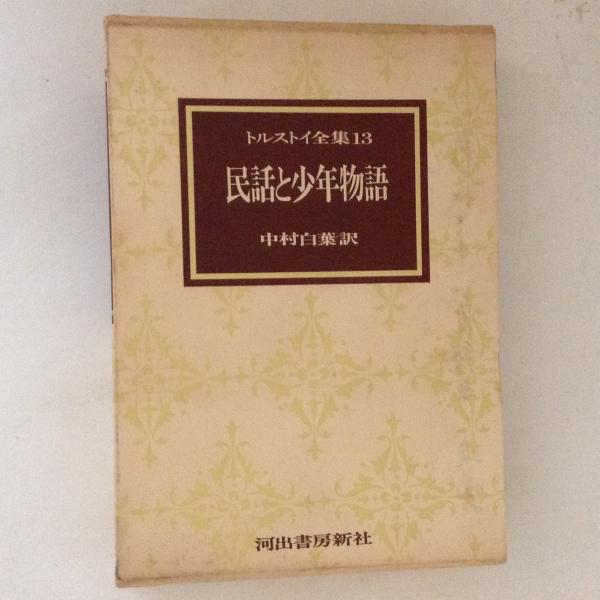 トルストイ全集13
民話と少年物語
中村白葉訳
河出書房新社